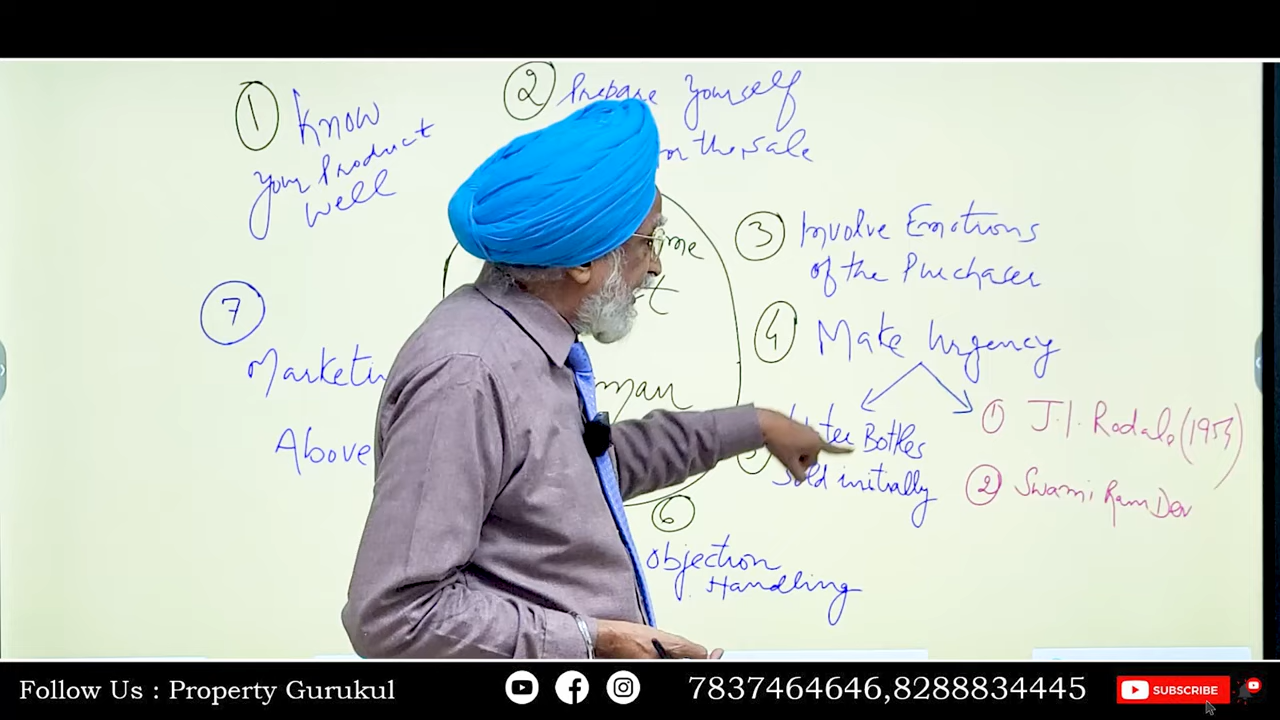 ① Know
Your Product
Well
② Prepare Yourself
the Sale
③ Involve Emotions
of the Purchaser
④ Make Urgency
Bottles
Sold initially
① J.I. Rodale (1954)
② Swami Ram Dev
⑥
Objection
Handling
⑦
Above
Follow Us : Property Gurukul
7837464646,8288834445
SUBSCRIBE